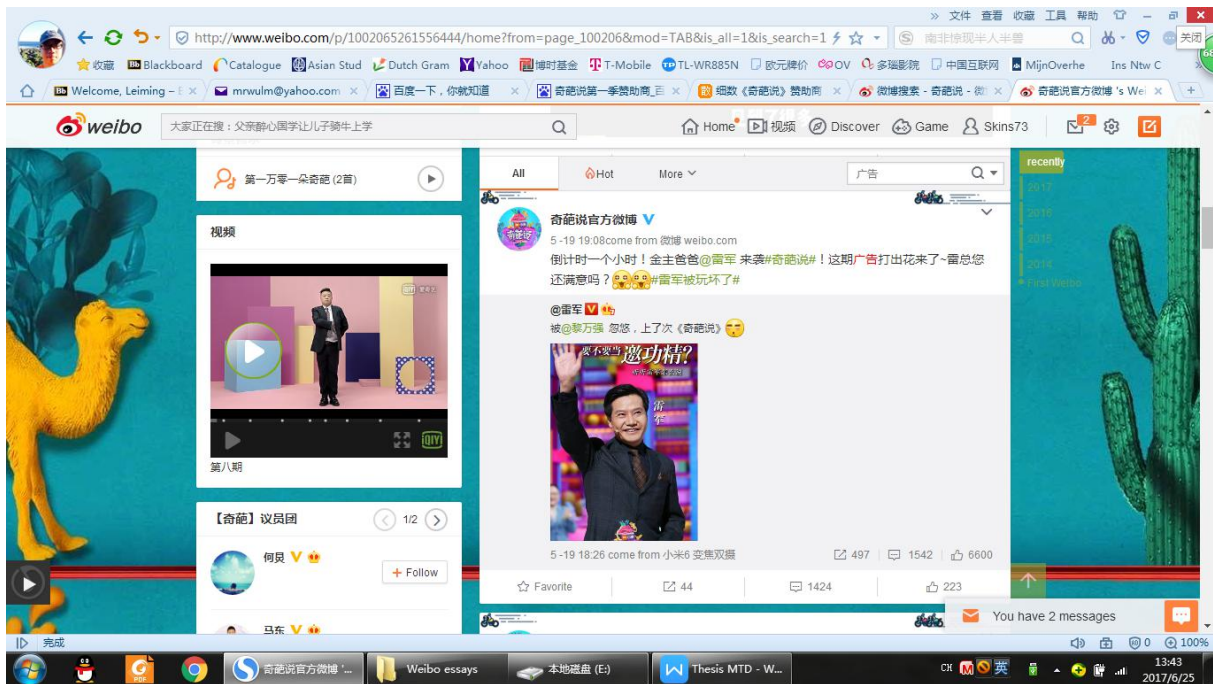 文件 查看 收藏 工具 帮助
http://www.weibo.com/p/1002065261556444/home?from=page_100206&mod=TAB&is_all=1&is_search=1
南非惊现半人半兽
关闭
收藏 Blackboard Catalogue Asian Stud Dutch Gram Yahoo 博时基金 T-Mobile TL-WR885N 欧元牌价 OV 多瑙影院 中国互联网 MijnOverhe Ins Ntw C
Welcome, Leiming – mrwulm@yahoo.com 百度一下，你就知道 奇葩说第一季赞助商_百 细数《奇葩说》赞助商 微博搜索 - 奇葩说 - 微 奇葩说官方微博 's Wei
weibo 大家正在搜：父亲醉心国学让儿子骑牛上学 Home 视频 Discover Game Skins73 2
第一万零一朵奇葩 (2首)
视频
第八期
【奇葩】议员团 1/2
何炅
+ Follow
马东
All Hot More 广告
奇葩说官方微博
5 -19 19:08come from 微博 weibo.com
倒计时一个小时！金主爸爸@雷军 来袭#奇葩说#！这期广告打出花来了~雷总您
还满意吗？#雷军被玩坏了#
@雷军
被@黎万强 忽悠，上了次《奇葩说》
要不要当邀功精?
雷军
5 -19 18:26 come from 小米6 变焦双摄 497 1542 6600
Favorite 44 1424 223
recently
2017
2016
2015
2014
First Weibo
You have 2 messages
完成 0 100%
奇葩说官方微博 '... Weibo essays 本地磁盘 (E:) Thesis MTD - W... CH 英 13:43
2017/6/25